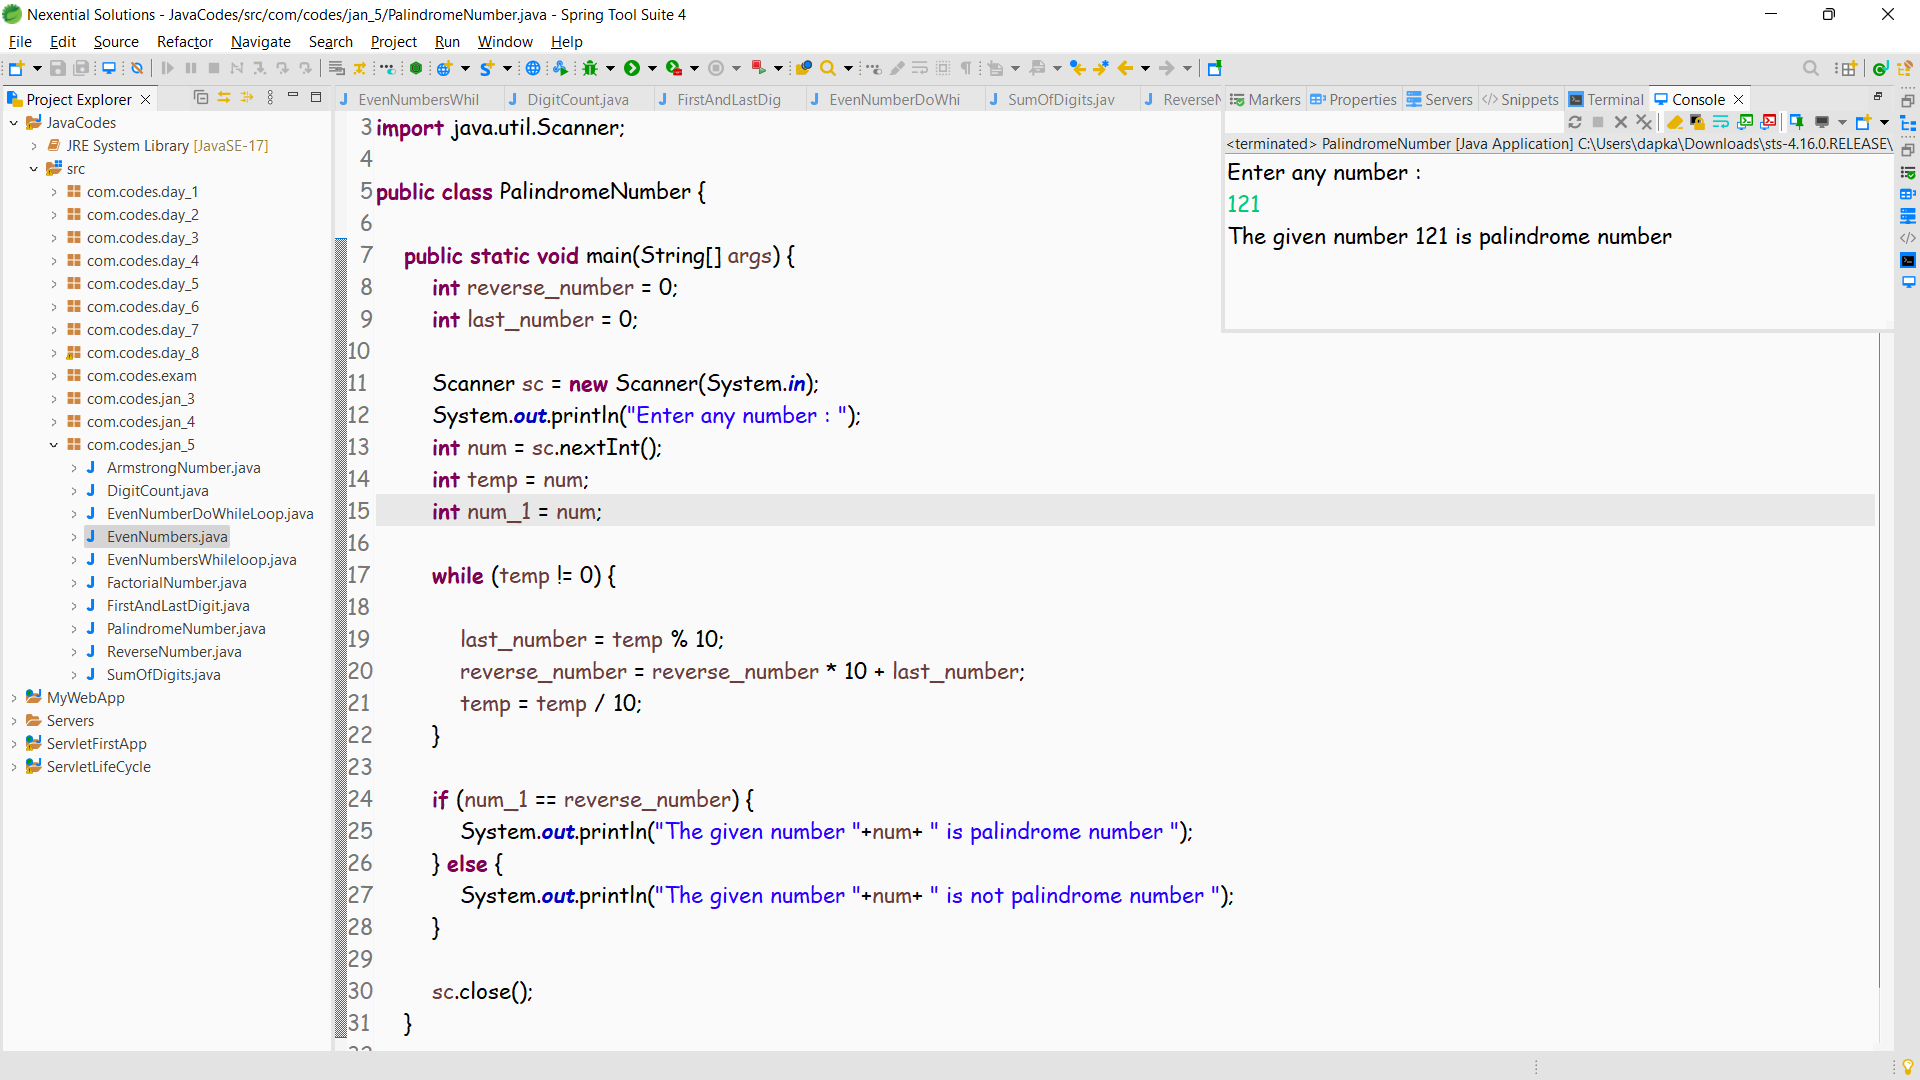 Nexential Solutions - JavaCodes/src/com/codes/jan_5/PalindromeNumber.java - Spring Tool Suite 4
File Edit Source Refactor Navigate Search Project Run Window Help
Project Explorer
JavaCodes
JRE System Library [JavaSE-17]
src
com.codes.day_1
com.codes.day_2
com.codes.day_3
com.codes.day_4
com.codes.day_5
com.codes.day_6
com.codes.day_7
com.codes.day_8
com.codes.exam
com.codes.jan_3
com.codes.jan_4
com.codes.jan_5
ArmstrongNumber.java
DigitCount.java
EvenNumberDoWhileLoop.java
EvenNumbers.java
EvenNumbersWhileloop.java
FactorialNumber.java
FirstAndLastDigit.java
PalindromeNumber.java
ReverseNumber.java
SumOfDigits.java
MyWebApp
Servers
ServletFirstApp
ServletLifeCycle
EvenNumbersWhil DigitCount.java FirstAndLastDig EvenNumberDoWhi SumOfDigits.jav ReverseN
3 import java.util.Scanner;
4
5 public class PalindromeNumber {
6
7 public static void main(String[] args) {
8 int reverse_number = 0;
9 int last_number = 0;
10
11 Scanner sc = new Scanner(System.in);
12 System.out.println("Enter any number : ");
13 int num = sc.nextInt();
14 int temp = num;
15 int num_1 = num;
16
17 while (temp != 0) {
18
19 last_number = temp % 10;
20 reverse_number = reverse_number * 10 + last_number;
21 temp = temp / 10;
22 }
23
24 if (num_1 == reverse_number) {
25 System.out.println("The given number "+num+ " is palindrome number ");
26 } else {
27 System.out.println("The given number "+num+ " is not palindrome number ");
28 }
29
30 sc.close();
31 }
Markers Properties Servers Snippets Terminal Console
<terminated> PalindromeNumber [Java Application] C:\Users\dapka\Downloads\sts-4.16.0.RELEASE\
Enter any number :
121
The given number 121 is palindrome number